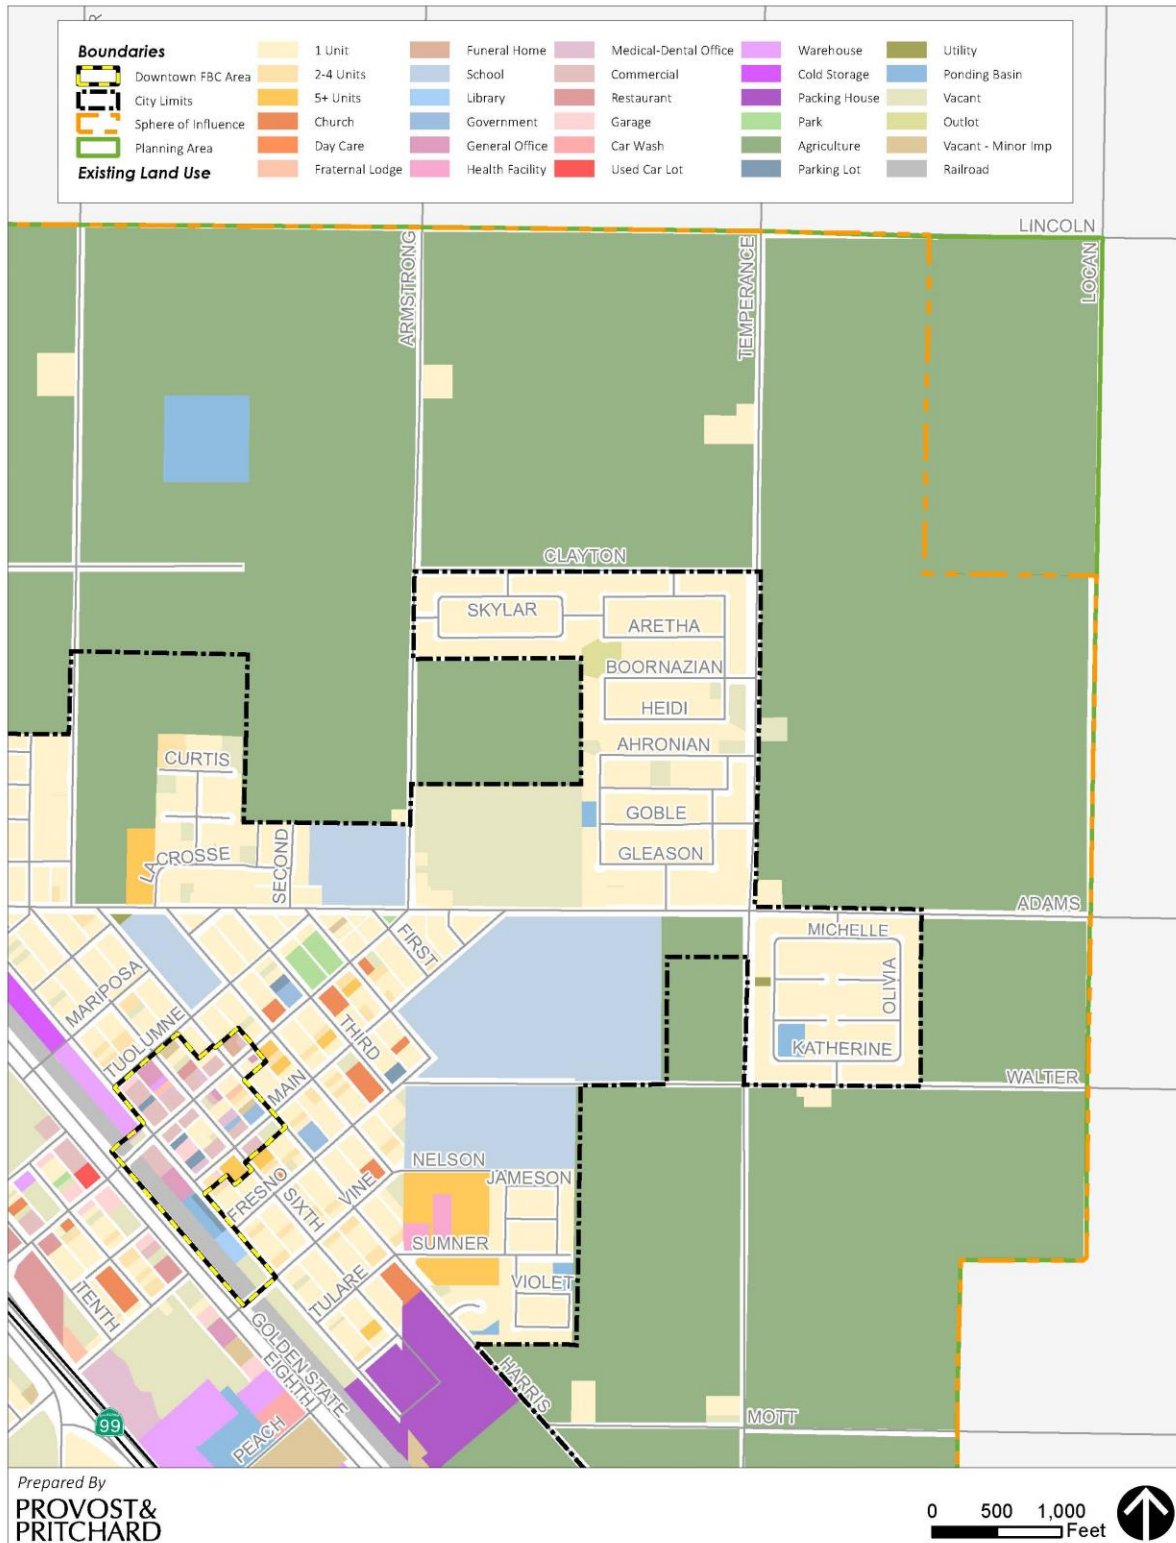 R
Boundaries
Downtown FBC Area
City Limits
Sphere of Influence
Planning Area
Existing Land Use
1 Unit
2-4 Units
5+ Units
Church
Day Care
Fraternal Lodge
Funeral Home
School
Library
Government
General Office
Health Facility
Medical-Dental Office
Commercial
Restaurant
Garage
Car Wash
Used Car Lot
Warehouse
Cold Storage
Packing House
Park
Agriculture
Parking Lot
Utility
Ponding Basin
Vacant
Outlot
Vacant - Minor Imp
Railroad
LINCOLN
ARMSTRONG
TEMPERANCE
LOCAN
CLAYTON
SKYLAR
ARETHA
BOORNAZIAN
HEIDI
AHRONIAN
CURTIS
GOBLE
LACROSSE
SECOND
GLEASON
ADAMS
FIRST
MICHELLE
MARIPOSA
OLIVIA
TUOLUMNE
THIRD
KATHERINE
MAIN
WALTER
NELSON
JAMESON
FRESNO
SIXTH
VINE
SUMNER
VIOLET
TULARE
TENTH
GOLDEN STATE
EIGHTH
HARRIS
MOTT
PEACH
99
Prepared By
PROVOST&
PRITCHARD
0 500 1,000
Feet